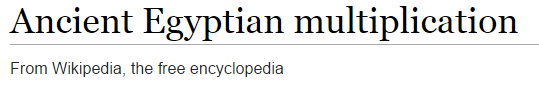 Ancient Egyptian multiplication
From Wikipedia, the free encyclopedia